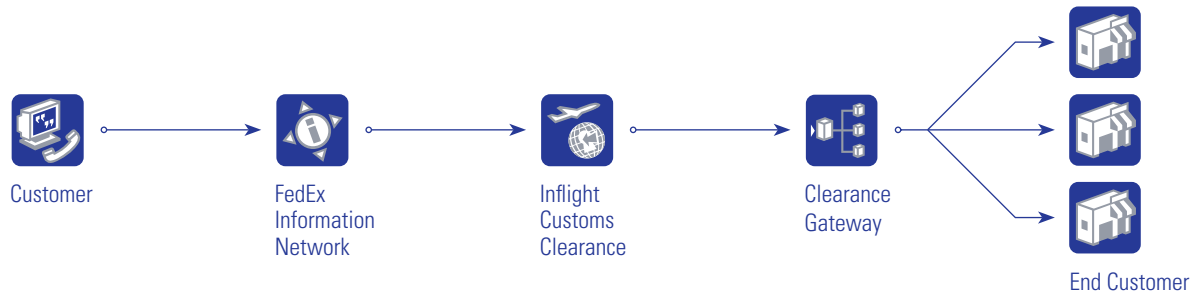 Customer
FedEx
Information
Network
Inflight
Customs
Clearance
Clearance
Gateway
End Customer